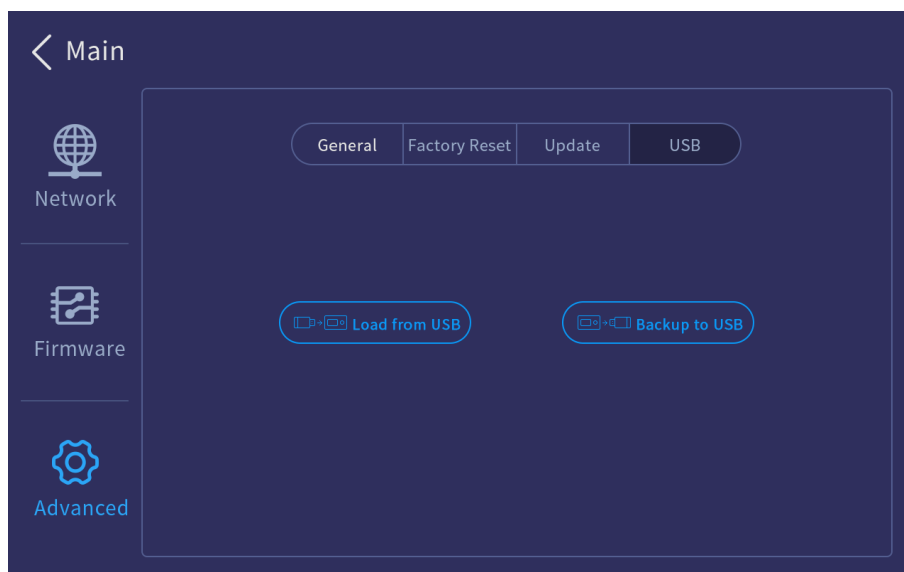 Main
General Factory Reset Update USB
Network
Load from USB Backup to USB
Firmware
Advanced